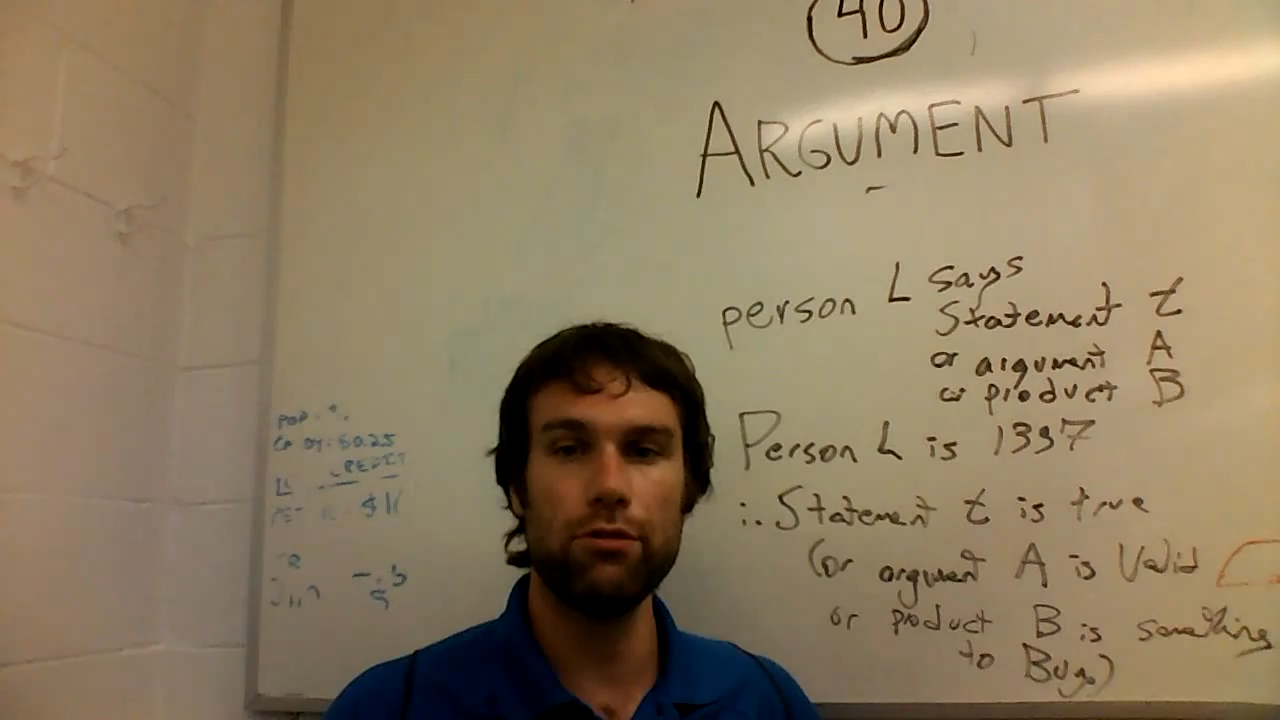 40
ARGUMENT
person L says
Statement t
or argument A
or product B
Person L is 1337
∴ Statement t is true
(or argument A is Valid
or product B is something
to Buy)